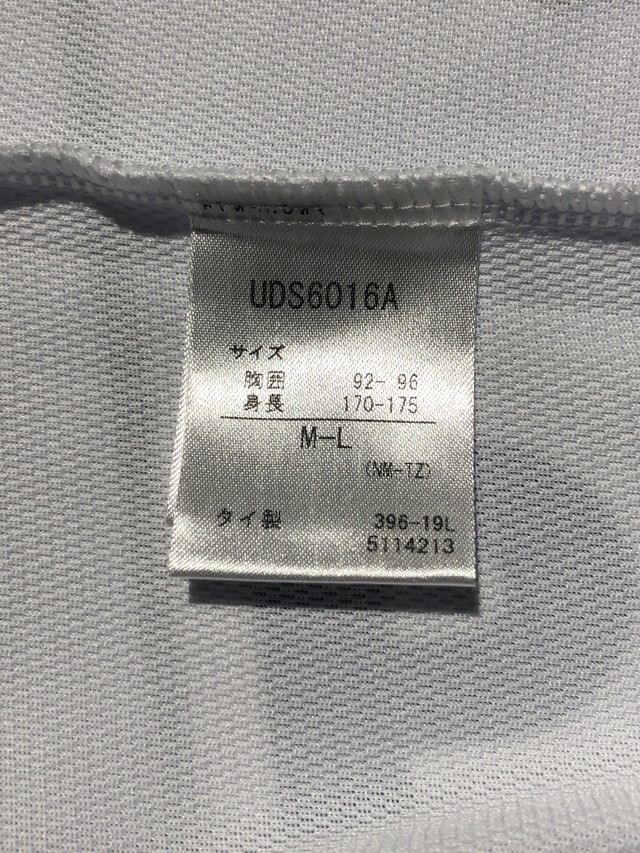 UDS6016A
サイズ
胸囲 92- 96
身長 170-175
M-L
(NM-TZ)
タイ製 396-19L
5114213